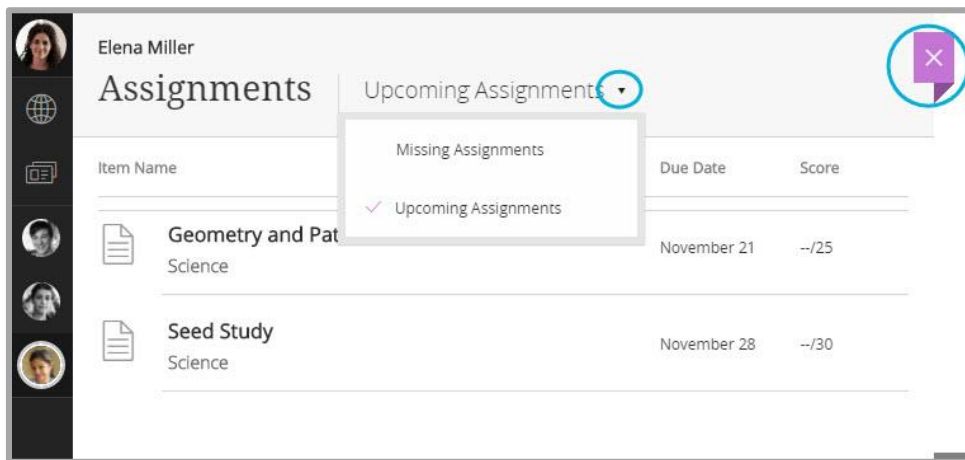 Elena Miller
Assignments Upcoming Assignments
Missing Assignments
Item Name Due Date Score
Upcoming Assignments
Geometry and Pat
Science
November 21 --/25
Seed Study
Science
November 28 --/30